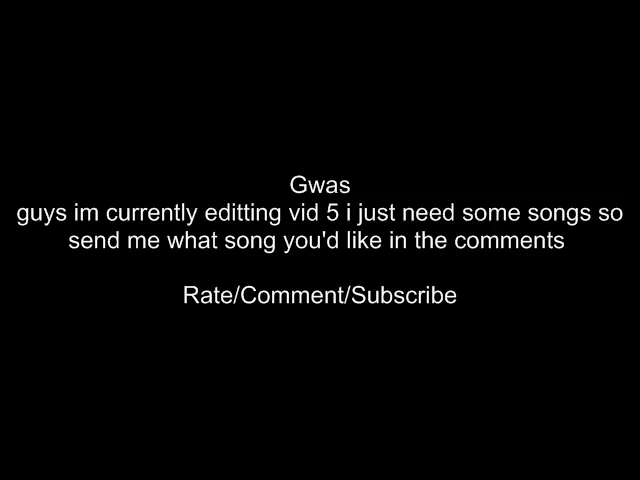 Gwas
guys im currently editting vid 5 i just need some songs so
send me what song you'd like in the comments
Rate/Comment/Subscribe